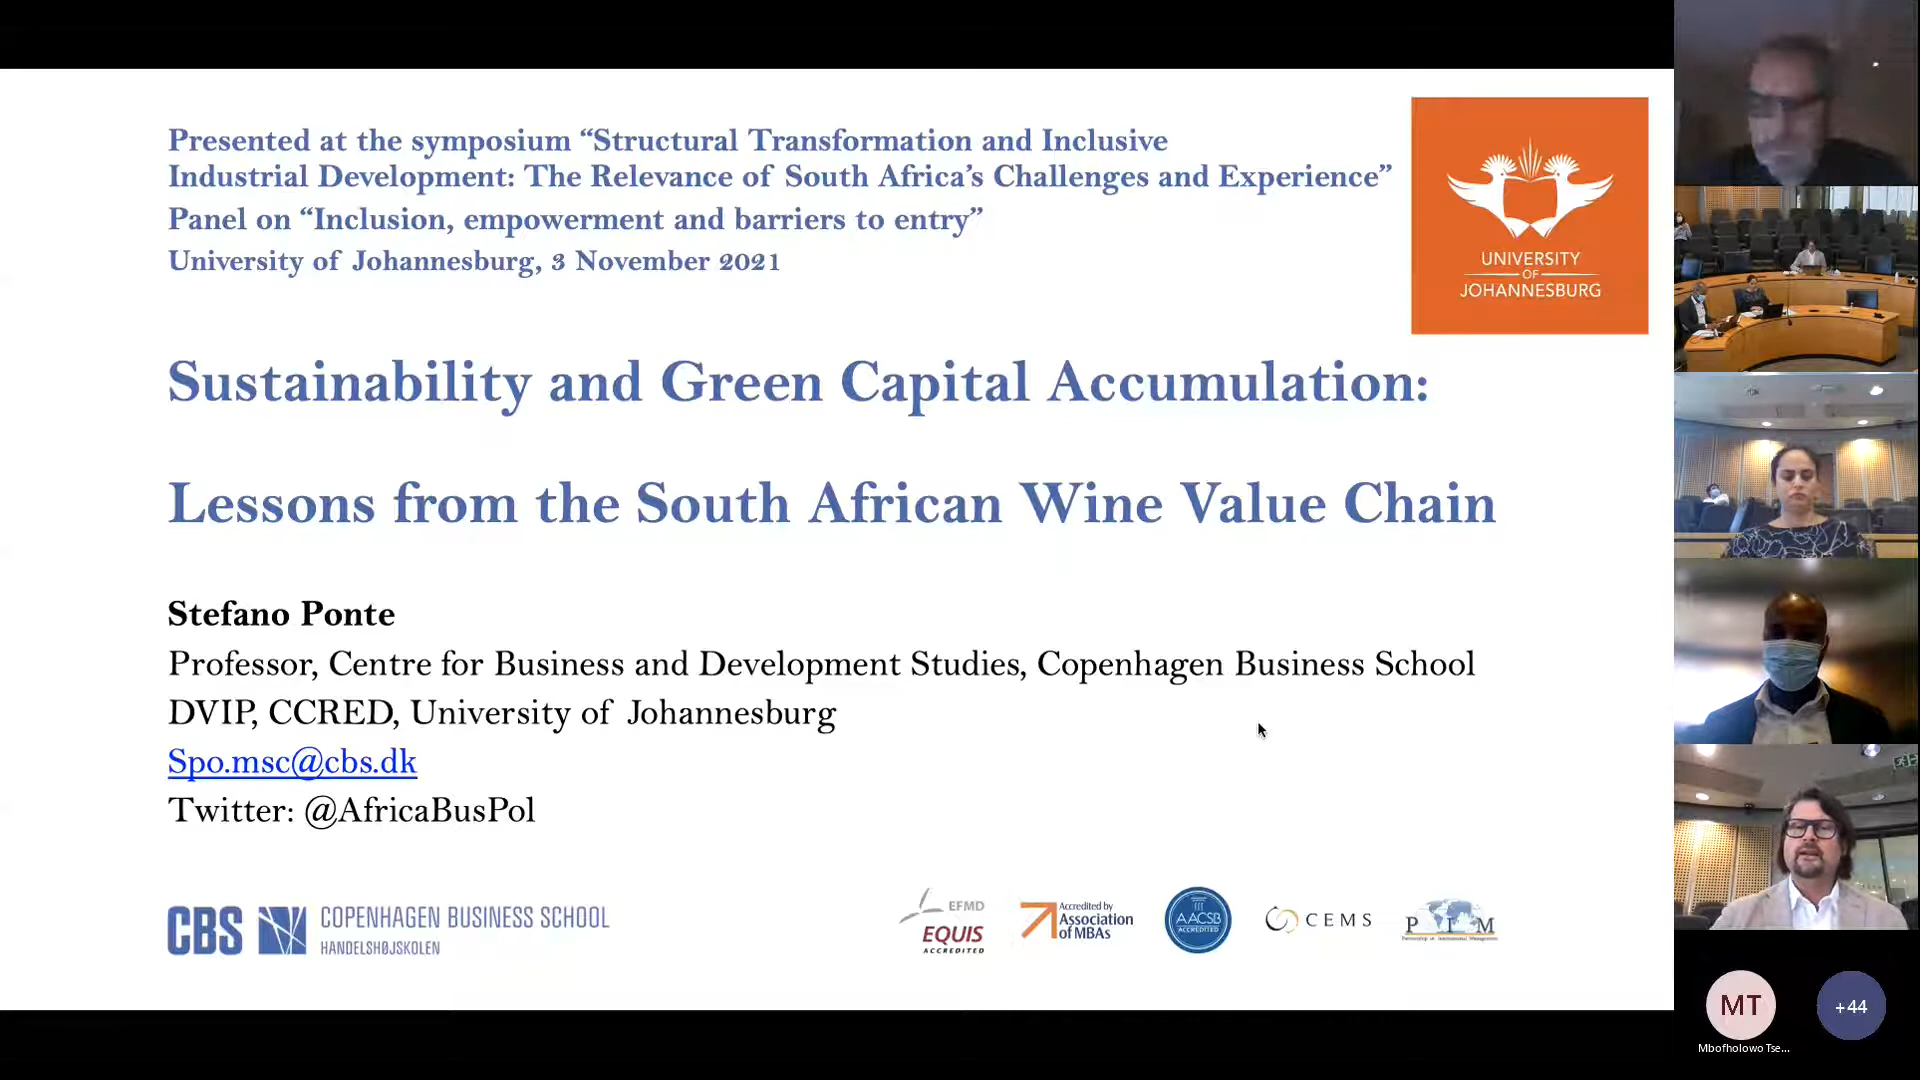 Presented at the symposium “Structural Transformation and Inclusive
Industrial Development: The Relevance of South Africa’s Challenges and Experience”
Panel on “Inclusion, empowerment and barriers to entry”
University of Johannesburg, 3 November 2021
UNIVERSITY
OF
JOHANNESBURG
Sustainability and Green Capital Accumulation:
Lessons from the South African Wine Value Chain
Stefano Ponte
Professor, Centre for Business and Development Studies, Copenhagen Business School
DVIP, CCRED, University of Johannesburg
Spo.msc@cbs.dk
Twitter: @AfricaBusPol
CBS COPENHAGEN BUSINESS SCHOOL
HANDELSHØJSKOLEN
EFMD
EQUIS
ACCREDITED
Accredited by
Association
of MBAs
AACSB
ACCREDITED
CEMS
PIM
Partnership in International Management
MT
+44
Mbofholowo Tse...